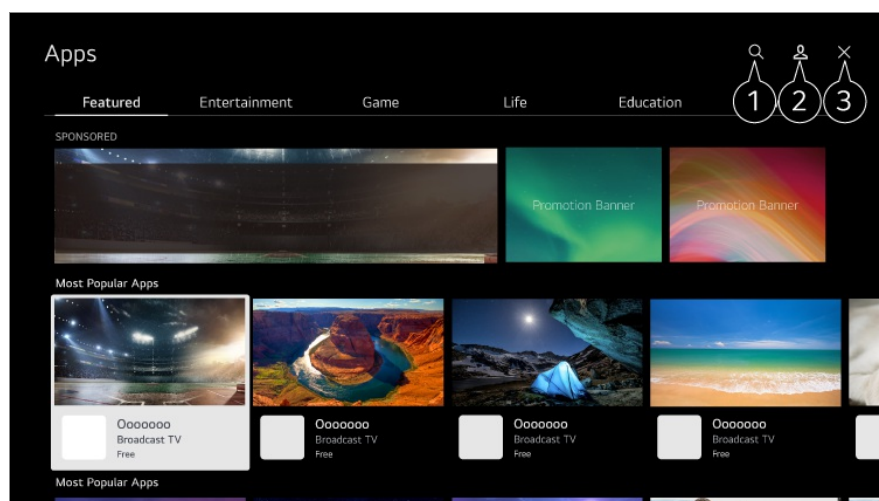 Apps
Featured Entertainment Game Life Education
1 2 3
SPONSORED
Promotion Banner Promotion Banner
Most Popular Apps
Ooooooo Ooooooo Ooooooo Ooooooo
Broadcast TV Broadcast TV Broadcast TV Broadcast TV
Free Free Free Free
Most Popular Apps